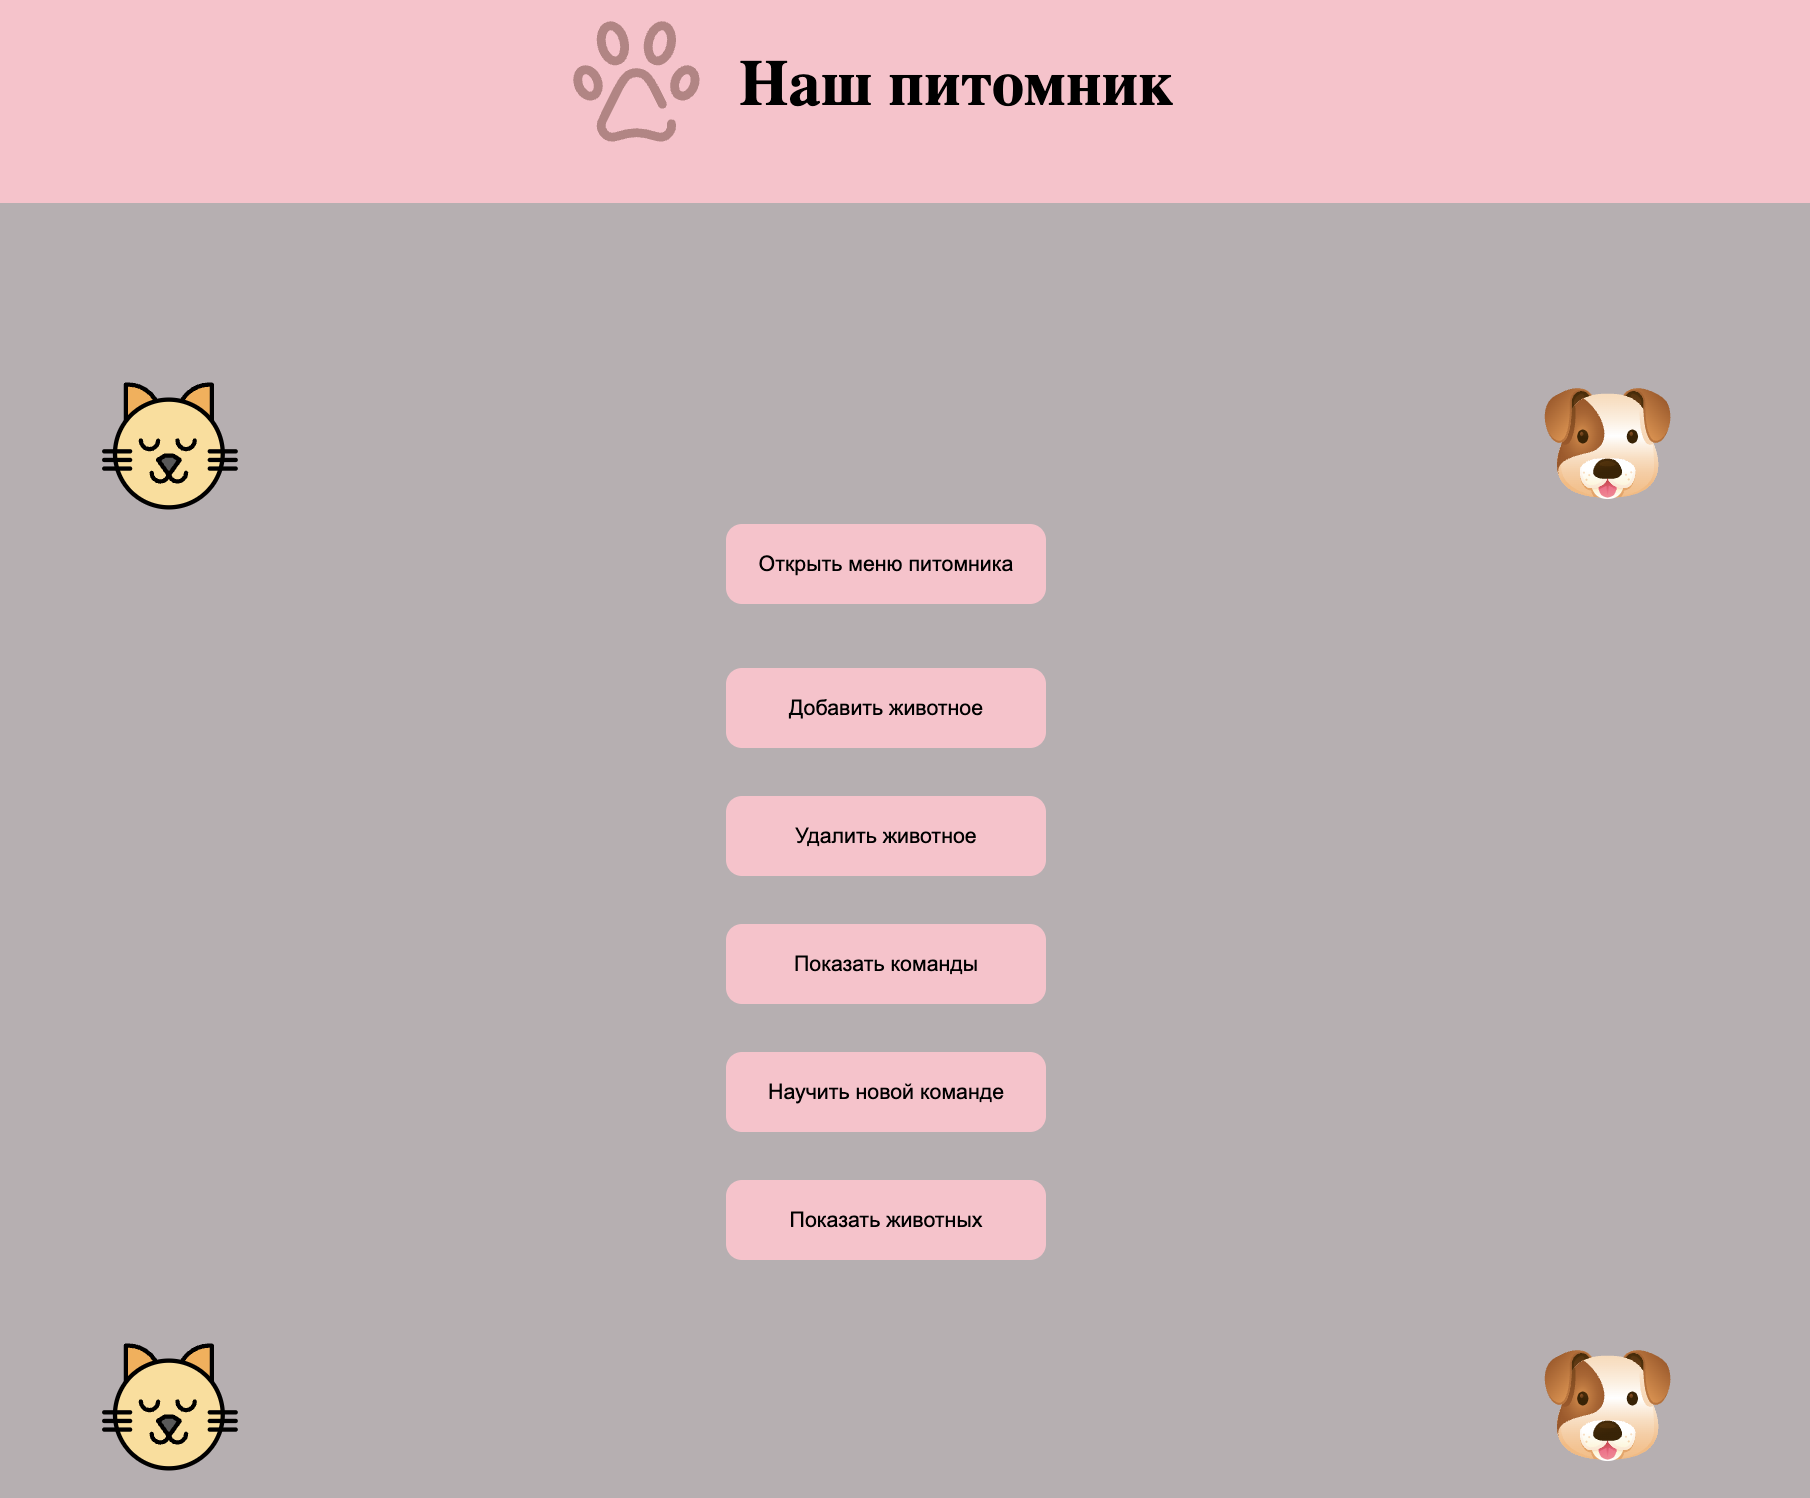 Наш питомник
Открыть меню питомника
Добавить животное
Удалить животное
Показать команды
Научить новой команде
Показать животных